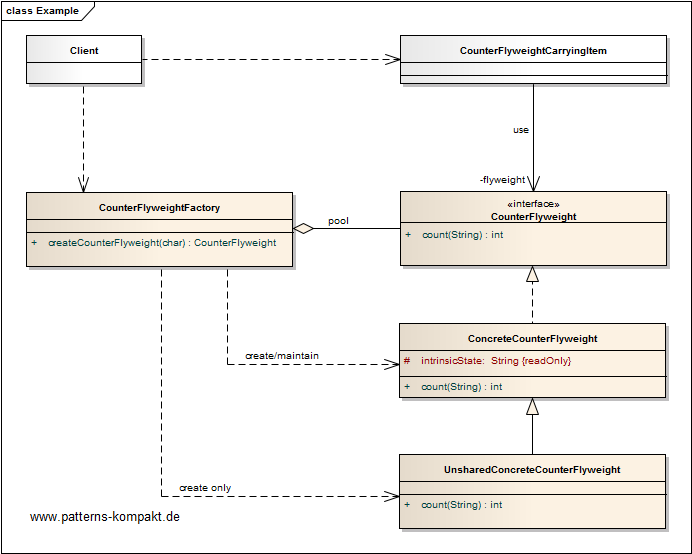 class Example
Client
CounterFlyweightCarryingItem
use
-flyweight
CounterFlyweightFactory
+ createCounterFlyweight(char) : CounterFlyweight
pool
«interface»
CounterFlyweight
+ count(String) : int
create/maintain
ConcreteCounterFlyweight
# intrinsicState: String {readOnly}
+ count(String) : int
create only
UnsharedConcreteCounterFlyweight
+ count(String) : int
www.patterns-kompakt.de